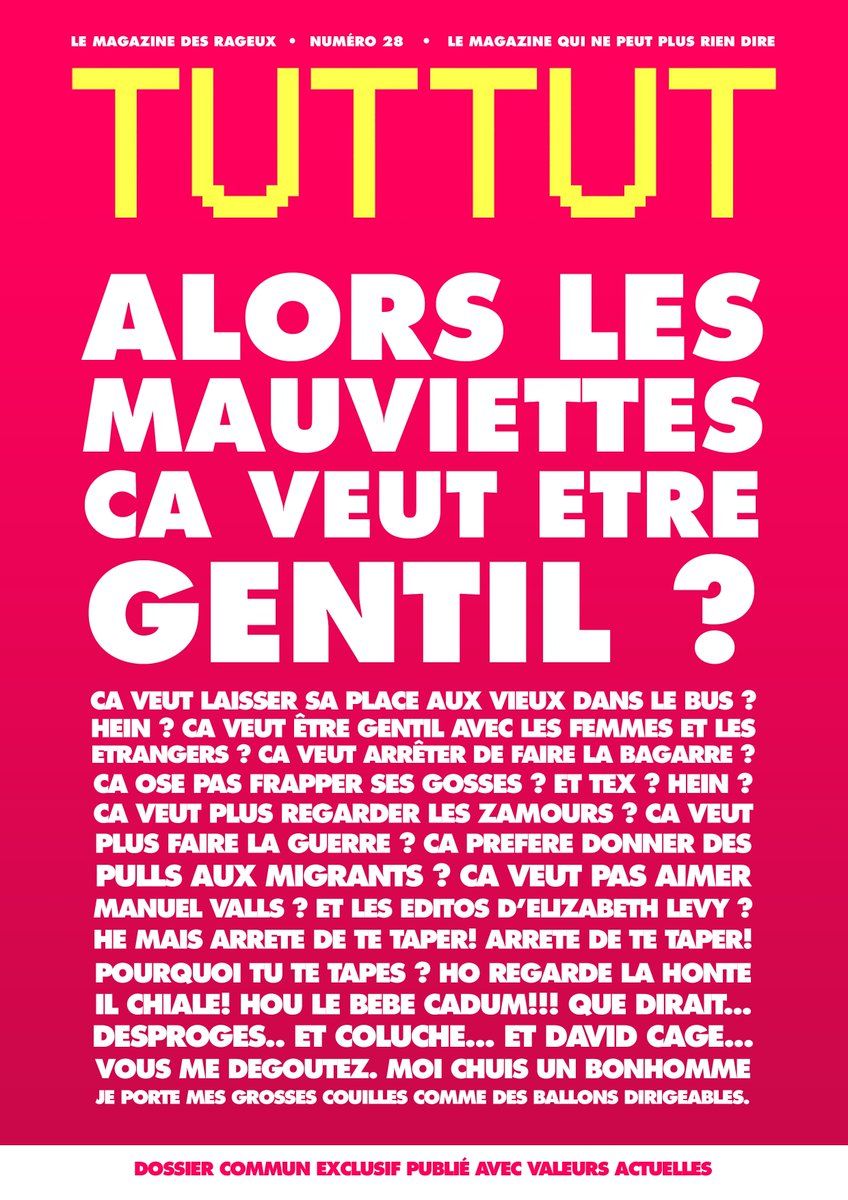 LE MAGAZINE DES RAGEUX • NUMÉRO 28 • LE MAGAZINE QUI NE PEUT PLUS RIEN DIRE
TUTTUT
ALORS LES
MAUVIETTES
CA VEUT ETRE
GENTIL ?
CA VEUT LAISSER SA PLACE AUX VIEUX DANS LE BUS ?
HEIN ? CA VEUT ÊTRE GENTIL AVEC LES FEMMES ET LES
ETRANGERS ? CA VEUT ARRÊTER DE FAIRE LA BAGARRE ?
CA OSE PAS FRAPPER SES GOSSES ? ET TEX ? HEIN ?
CA VEUT PLUS REGARDER LES ZAMOURS ? CA VEUT
PLUS FAIRE LA GUERRE ? CA PREFERE DONNER DES
PULLS AUX MIGRANTS ? CA VEUT PAS AIMER
MANUEL VALLS ? ET LES EDITOS D'ELIZABETH LEVY ?
HE MAIS ARRETE DE TE TAPER! ARRETE DE TE TAPER!
POURQUOI TU TE TAPES ? HO REGARDE LA HONTE
IL CHIALE! HOU LE BEBE CADUM!!! QUE DIRAIT...
DESPROGES.. ET COLUCHE... ET DAVID CAGE...
VOUS ME DEGOUTEZ. MOI CHUIS UN BONHOMME
JE PORTE MES GROSSES COUILLES COMME DES BALLONS DIRIGEABLES.
DOSSIER COMMUN EXCLUSIF PUBLIÉ AVEC VALEURS ACTUELLES